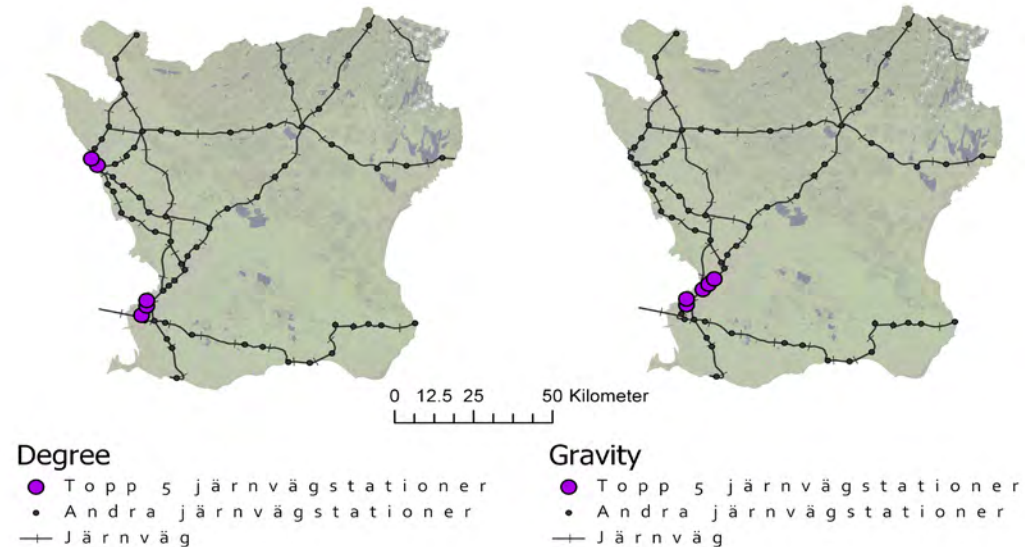 0 12.5 25 50 Kilometer
Degree
Topp 5 järnvägstationer
Andra järnvägstationer
Järnväg
Gravity
Topp 5 järnvägstationer
Andra järnvägstationer
Järnväg